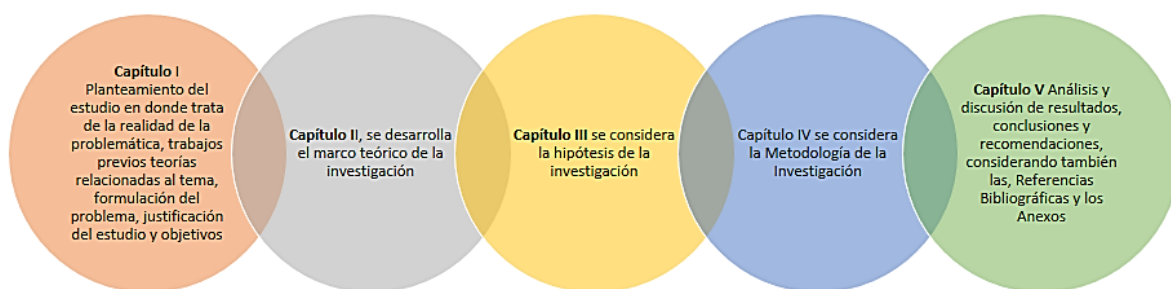 Capítulo I
Planteamiento del
estudio en donde trata
de la realidad de la
problemática, trabajos
previos teorías
relacionadas al tema,
formulación del
problema, justificación
del estudio y objetivos
Capítulo II, se desarrolla
el marco teórico de la
investigación
Capítulo III se considera
la hipótesis de la
investigación
Capítulo IV se considera
la Metodología de la
Investigación
Capítulo V Análisis y
discusión de resultados,
conclusiones y
recomendaciones,
considerando también
las, Referencias
Bibliográficas y los
Anexos